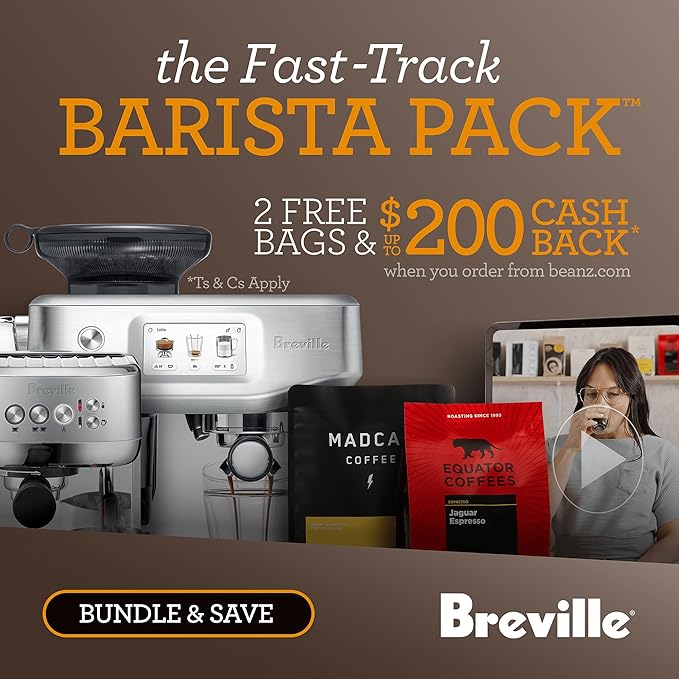 the Fast-Track
BARISTA PACK™
2 FREE
BAGS &
$
UP
TO
200
CASH
BACK*
when you order from beanz.com
*Ts & Cs Apply
Latte
Breville
Breville
MADCA
COFFEE
ROASTING SINCE 1995
EQUATOR
COFFEES
ESPRESSO
Jaguar
Espresso
BUNDLE & SAVE
Breville®